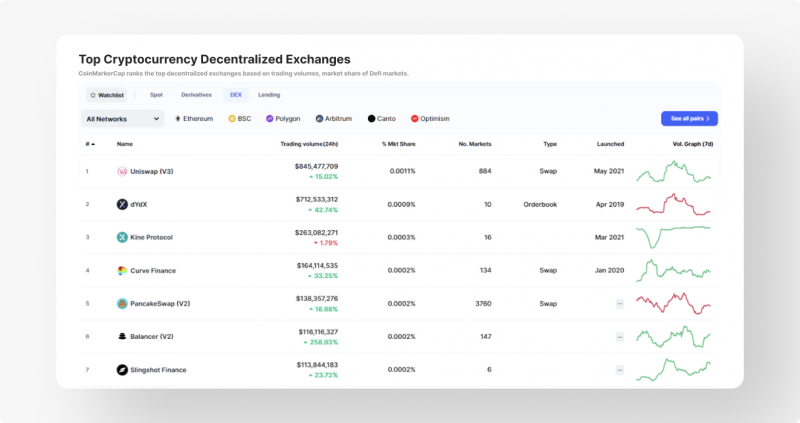 Top Cryptocurrency Decentralized Exchanges
CoinMarkerCap ranks the top decentralized exchanges based on trading volumes, market share of Defi markets.
Watchlist Spot Derivatives DEX Lending
All Networks Ethereum BSC Polygon Arbitrum Canto Optimism See all pairs
# Name Trading volume(24h) % Mkt Share No. Markets Type Launched Vol. Graph (7d)
1 Uniswap (V3) $845,477,709 0.0011% 884 Swap May 2021
15.02%
2 dYdX $712,533,312 0.0009% 10 Orderbook Apr 2019
42.74%
3 Kine Protocol $263,082,271 0.0003% 16 Mar 2021
1.79%
4 Curve Finance $164,114,535 0.0002% 134 Swap Jan 2020
33.25%
5 PancakeSwap (V2) $138,357,276 0.0002% 3760 Swap --
16.66%
6 Balancer (V2) $116,116,327 0.0002% 147 --
258.93%
7 Slingshot Finance $113,844,183 0.0002% 6 --
23.72%